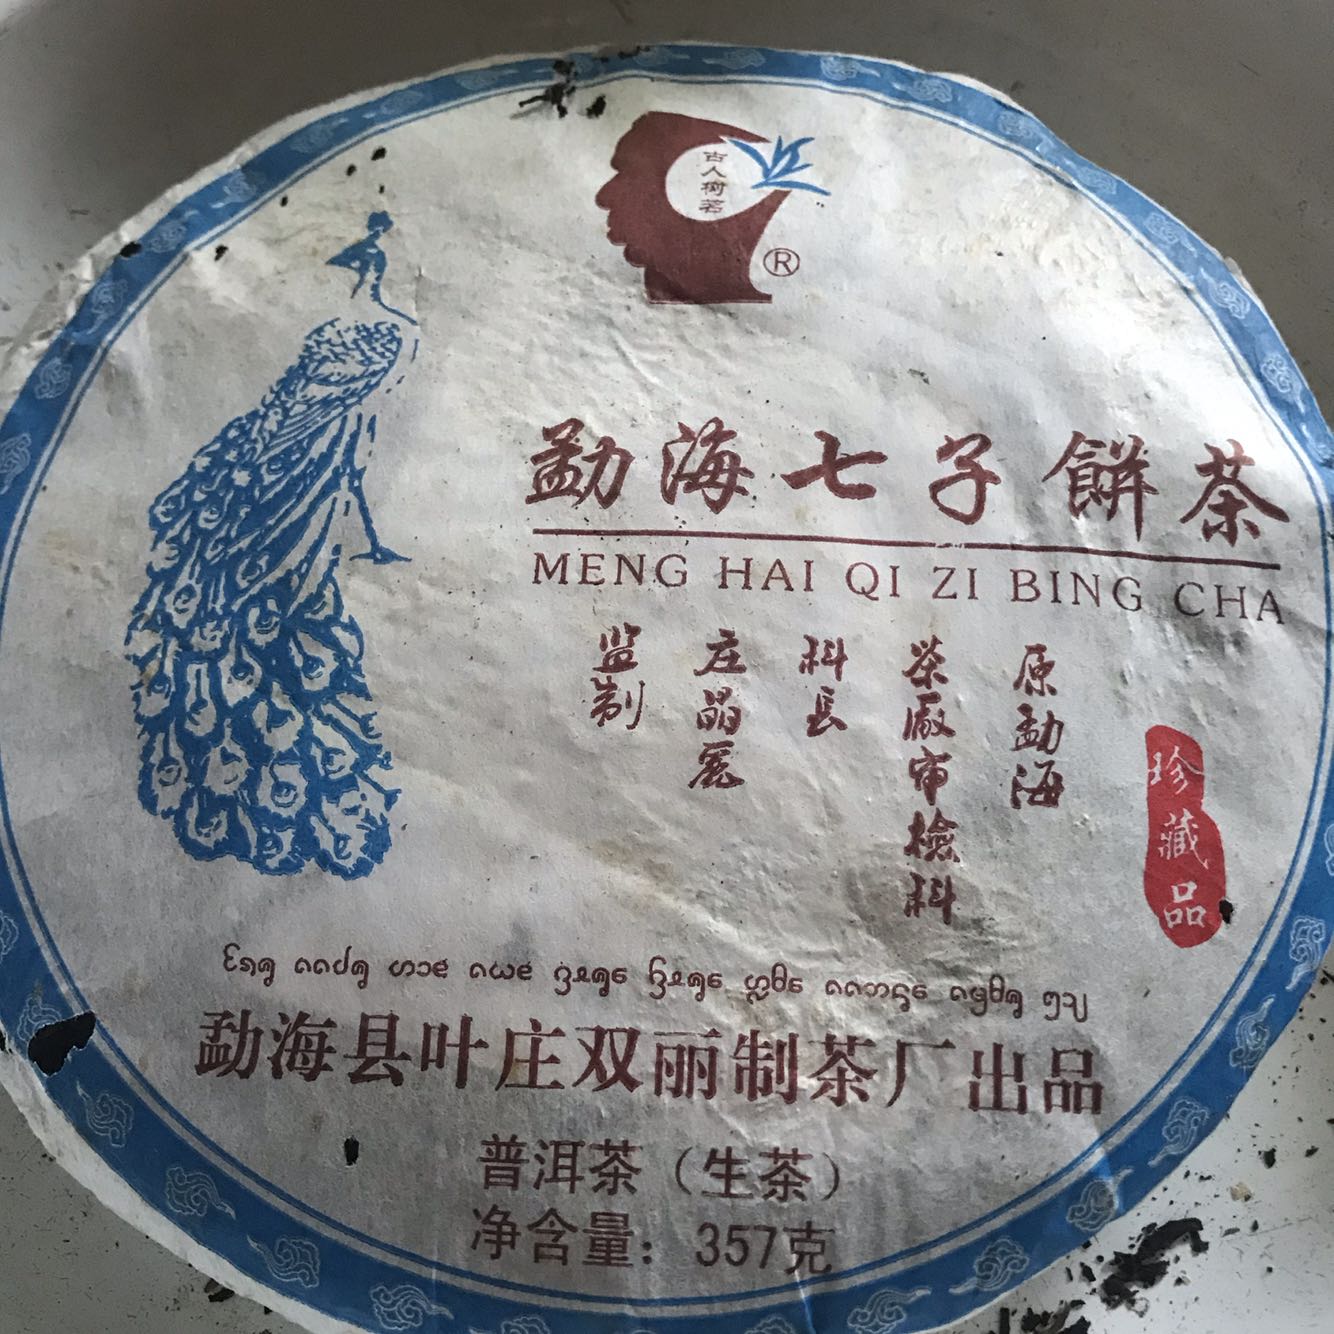 古人树茗
®
勐海七子餅茶
MENG HAI QI ZI BING CHA
原勐海
茶厰审檢科
科長
庄晶麗
监制
珍藏品
勐海县叶庄双丽制茶厂出品
普洱茶（生茶）
净含量：357克